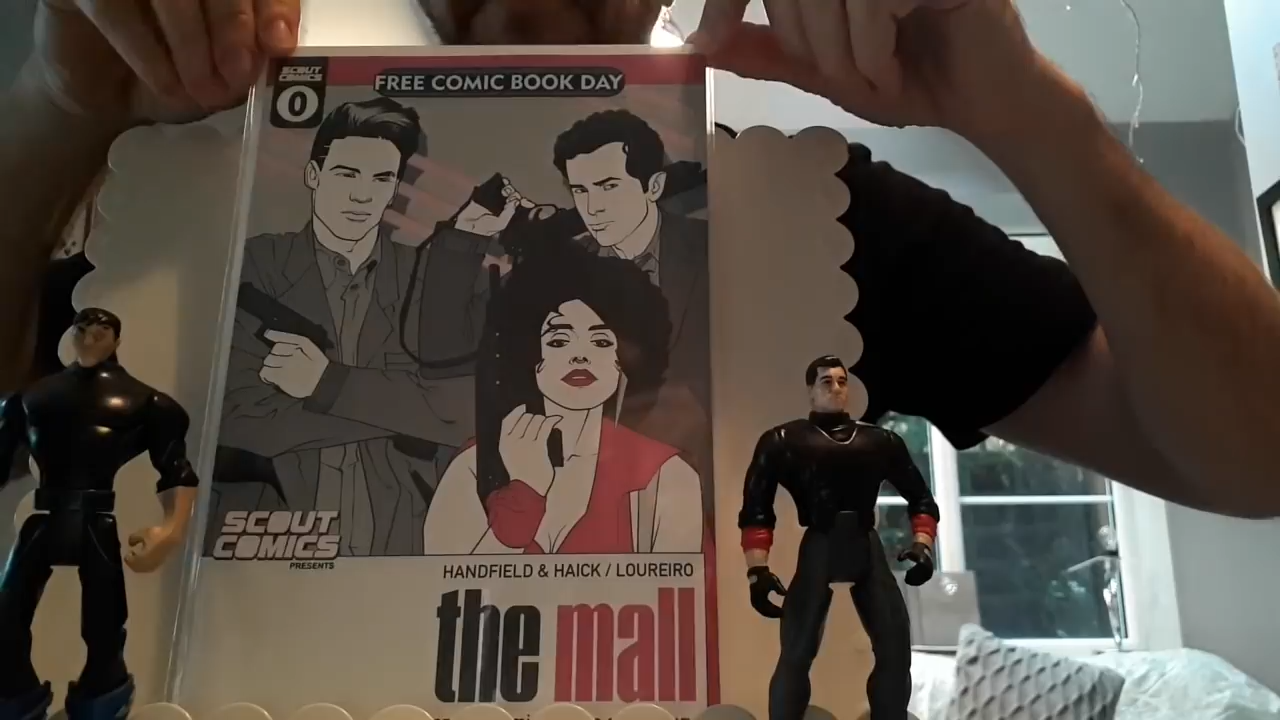 SCOUT
COMICS
0
FREE COMIC BOOK DAY
SCOUT
COMICS
PRESENTS
HANDFIELD & HAICK / LOUREIRO
the mall